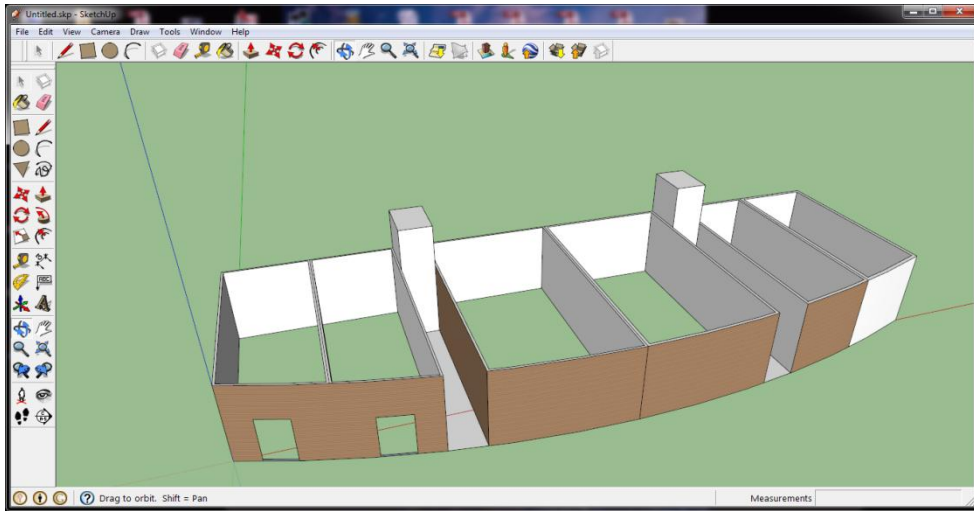 Untitled.skp - SketchUp
File Edit View Camera Draw Tools Window Help
Drag to orbit. Shift = Pan
Measurements